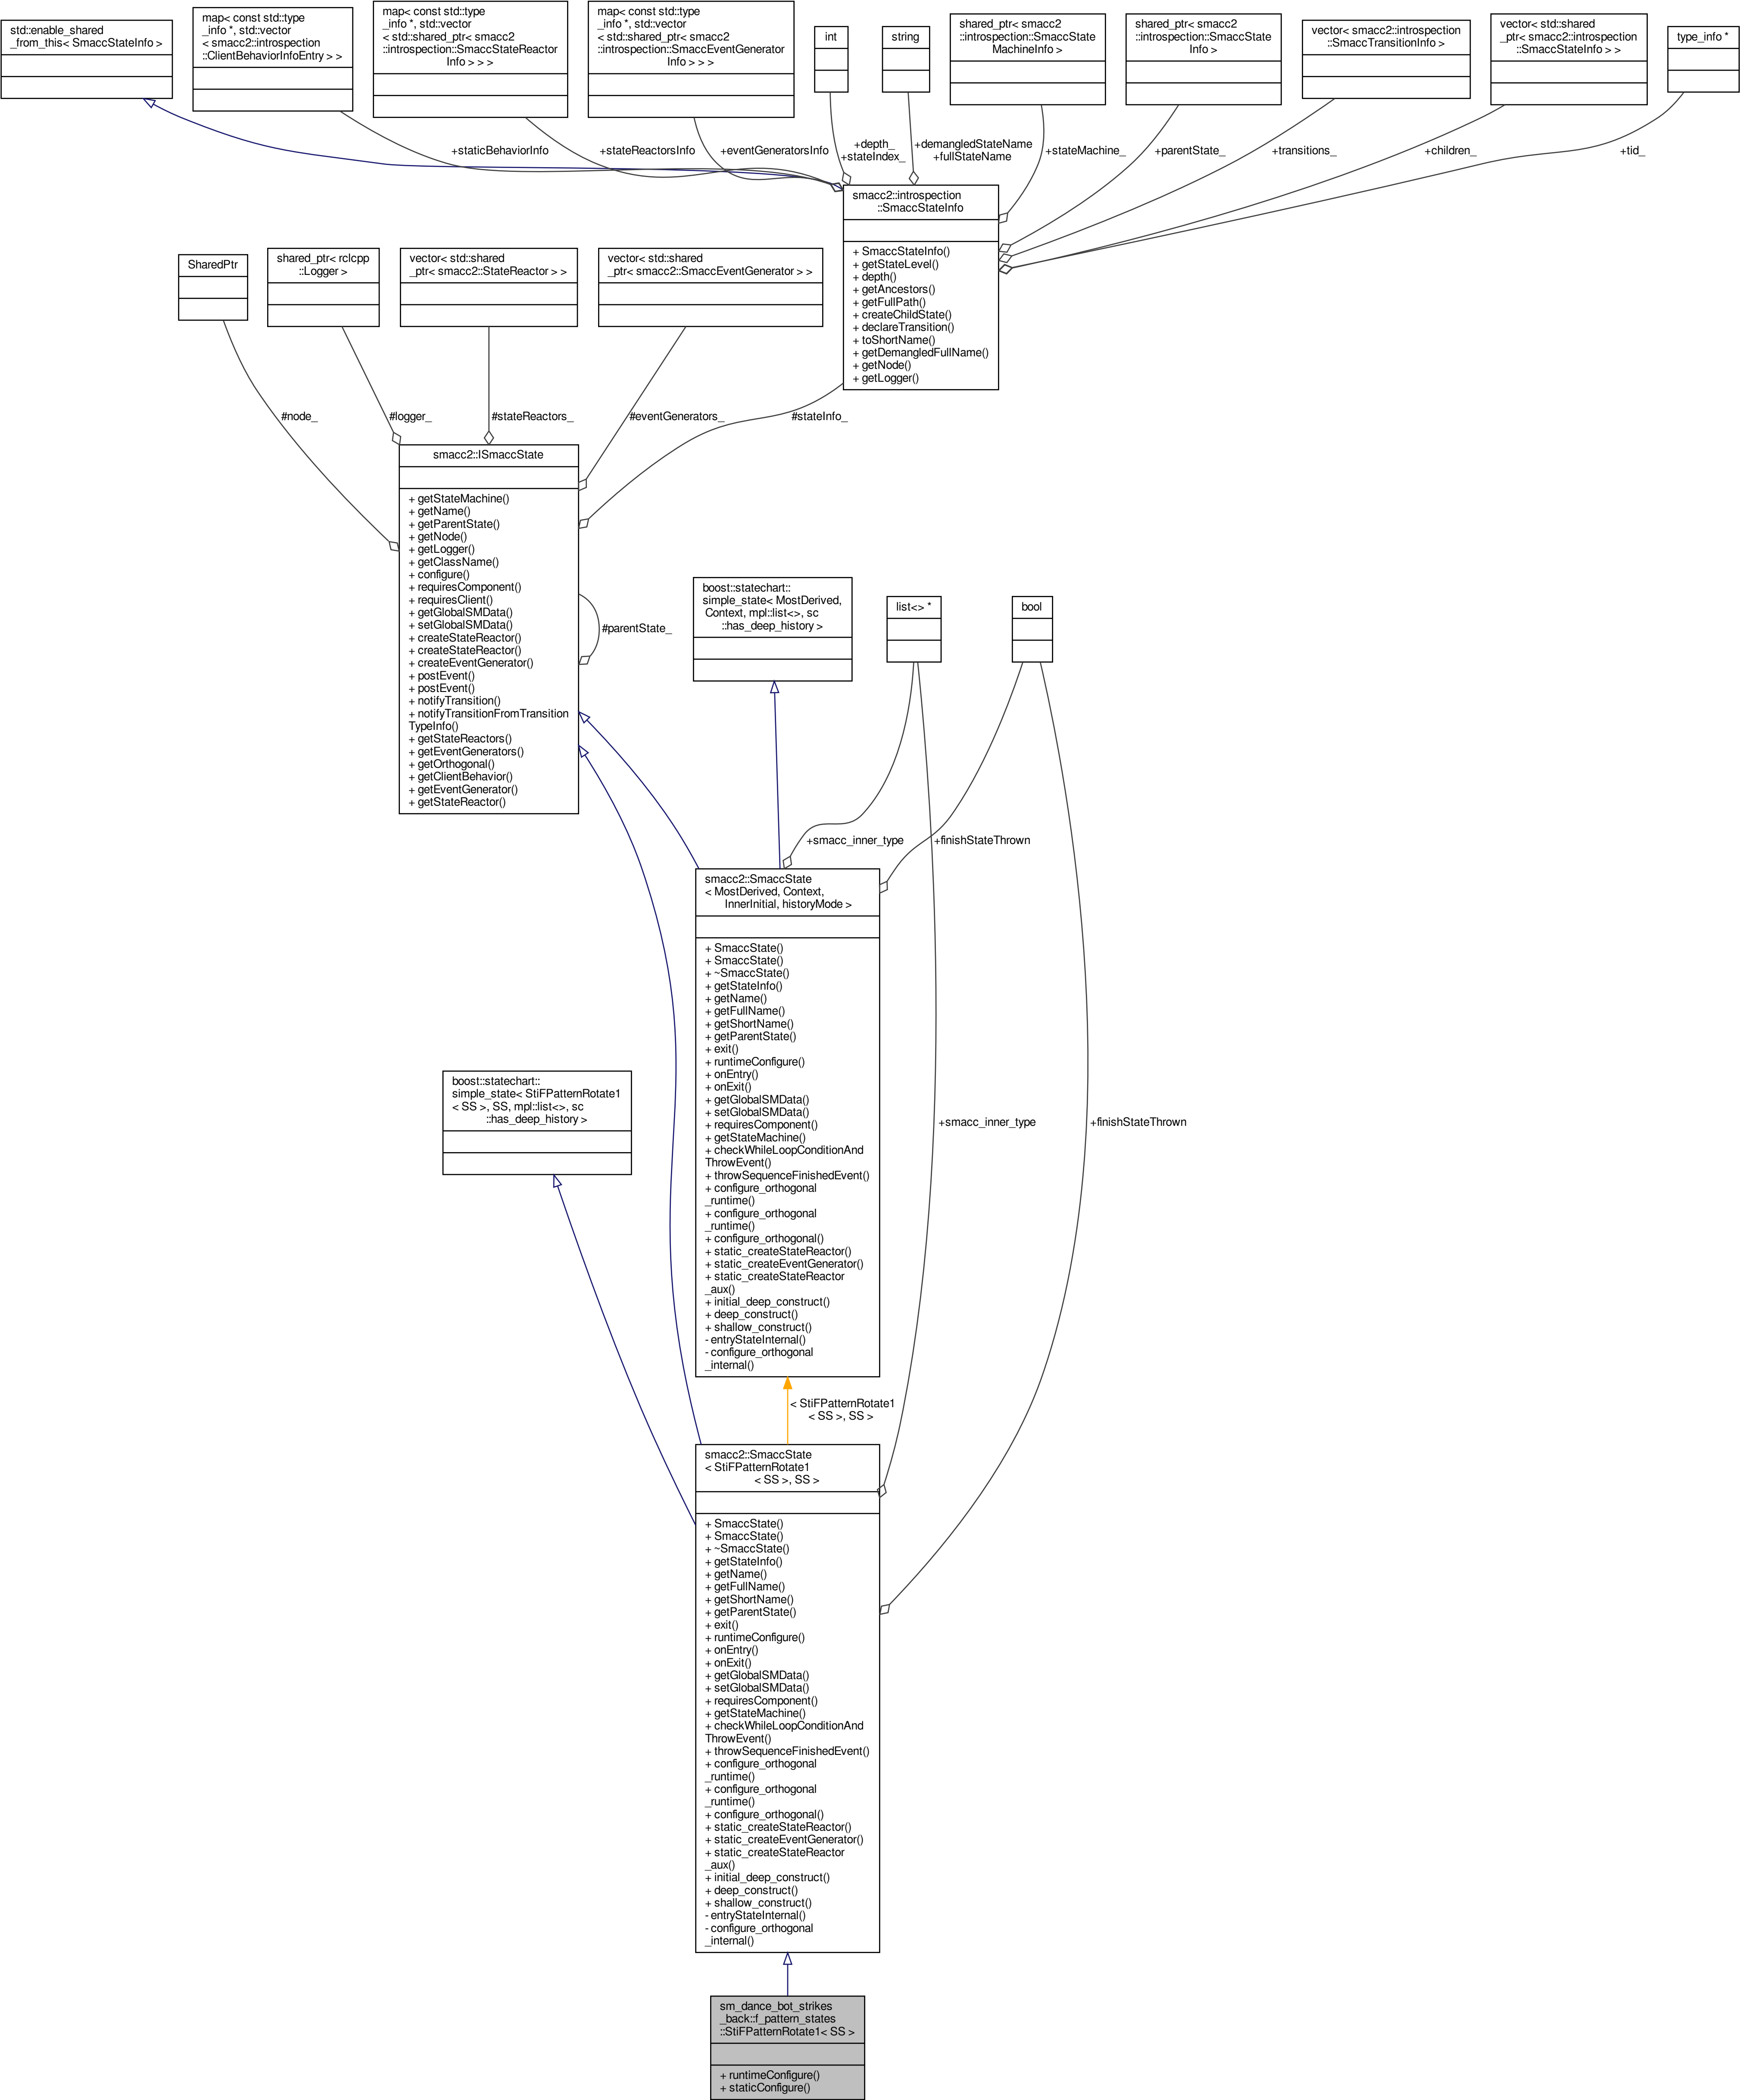 std::enable_shared
_from_this< SmaccStateInfo >
map< const std::type
_info *, std::vector
< smacc2::introspection
::ClientBehaviorInfoEntry > >
map< const std::type
_info *, std::vector
< std::shared_ptr< smacc2
::introspection::SmaccStateReactor
Info > > >
map< const std::type
_info *, std::vector
< std::shared_ptr< smacc2
::introspection::SmaccEventGenerator
Info > > >
int
string
shared_ptr< smacc2
::introspection::SmaccState
MachineInfo >
shared_ptr< smacc2
::introspection::SmaccState
Info >
vector< smacc2::introspection
::SmaccTransitionInfo >
vector< std::shared
_ptr< smacc2::introspection
::SmaccStateInfo > >
type_info *
+staticBehaviorInfo
+stateReactorsInfo
+eventGeneratorsInfo
+depth_
+stateIndex_
+demangledStateName
+fullStateName
+stateMachine_
+parentState_
+transitions_
+children_
+tid_
smacc2::introspection
::SmaccStateInfo
+ SmaccStateInfo()
+ getStateLevel()
+ depth()
+ getAncestors()
+ getFullPath()
+ createChildState()
+ declareTransition()
+ toShortName()
+ getDemangledFullName()
+ getNode()
+ getLogger()
SharedPtr
shared_ptr< rclcpp
::Logger >
vector< std::shared
_ptr< smacc2::StateReactor > >
vector< std::shared
_ptr< smacc2::SmaccEventGenerator > >
#node_
#logger_
#stateReactors_
#eventGenerators_
#stateInfo_
smacc2::ISmaccState
+ getStateMachine()
+ getName()
+ getParentState()
+ getNode()
+ getLogger()
+ getClassName()
+ configure()
+ requiresComponent()
+ requiresClient()
+ getGlobalSMData()
+ setGlobalSMData()
+ createStateReactor()
+ createStateReactor()
+ createEventGenerator()
+ postEvent()
+ postEvent()
+ notifyTransition()
+ notifyTransitionFromTransition
TypeInfo()
+ getStateReactors()
+ getEventGenerators()
+ getOrthogonal()
+ getClientBehavior()
+ getEventGenerator()
+ getStateReactor()
#parentState_
boost::statechart::
simple_state< MostDerived,
Context, mpl::list<>, sc
::has_deep_history >
list<> *
bool
+smacc_inner_type
+finishStateThrown
smacc2::SmaccState
< MostDerived, Context,
InnerInitial, historyMode >
+ SmaccState()
+ SmaccState()
+ ~SmaccState()
+ getStateInfo()
+ getName()
+ getFullName()
+ getShortName()
+ getParentState()
+ exit()
+ runtimeConfigure()
+ onEntry()
+ onExit()
+ getGlobalSMData()
+ setGlobalSMData()
+ requiresComponent()
+ getStateMachine()
+ checkWhileLoopConditionAnd
ThrowEvent()
+ throwSequenceFinishedEvent()
+ configure_orthogonal
_runtime()
+ configure_orthogonal
_runtime()
+ configure_orthogonal()
+ static_createStateReactor()
+ static_createEventGenerator()
+ static_createStateReactor
_aux()
+ initial_deep_construct()
+ deep_construct()
+ shallow_construct()
- entryStateInternal()
- configure_orthogonal
_internal()
boost::statechart::
simple_state< StiFPatternRotate1
< SS >, SS, mpl::list<>, sc
::has_deep_history >
+smacc_inner_type
+finishStateThrown
< StiFPatternRotate1
< SS >, SS >
smacc2::SmaccState
< StiFPatternRotate1
< SS >, SS >
+ SmaccState()
+ SmaccState()
+ ~SmaccState()
+ getStateInfo()
+ getName()
+ getFullName()
+ getShortName()
+ getParentState()
+ exit()
+ runtimeConfigure()
+ onEntry()
+ onExit()
+ getGlobalSMData()
+ setGlobalSMData()
+ requiresComponent()
+ getStateMachine()
+ checkWhileLoopConditionAnd
ThrowEvent()
+ throwSequenceFinishedEvent()
+ configure_orthogonal
_runtime()
+ configure_orthogonal
_runtime()
+ configure_orthogonal()
+ static_createStateReactor()
+ static_createEventGenerator()
+ static_createStateReactor
_aux()
+ initial_deep_construct()
+ deep_construct()
+ shallow_construct()
- entryStateInternal()
- configure_orthogonal
_internal()
sm_dance_bot_strikes
_back::f_pattern_states
::StiFPatternRotate1< SS >
+ runtimeConfigure()
+ staticConfigure()